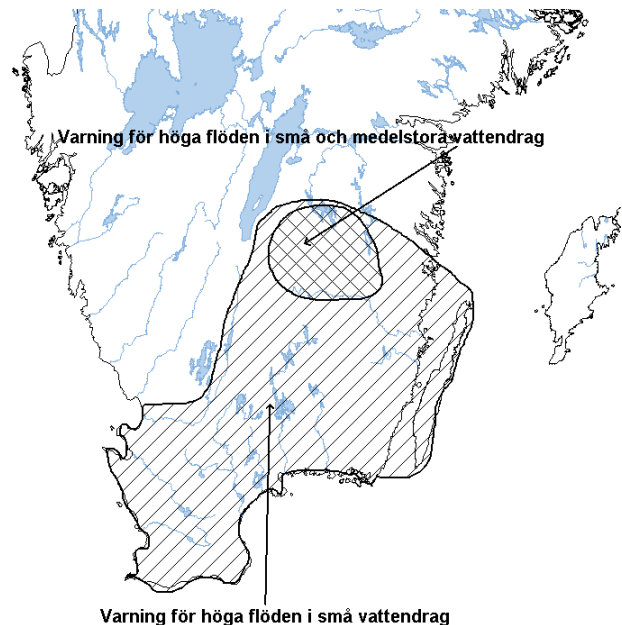 Varning för höga flöden i små och medelstora vattendrag
Varning för höga flöden i små vattendrag